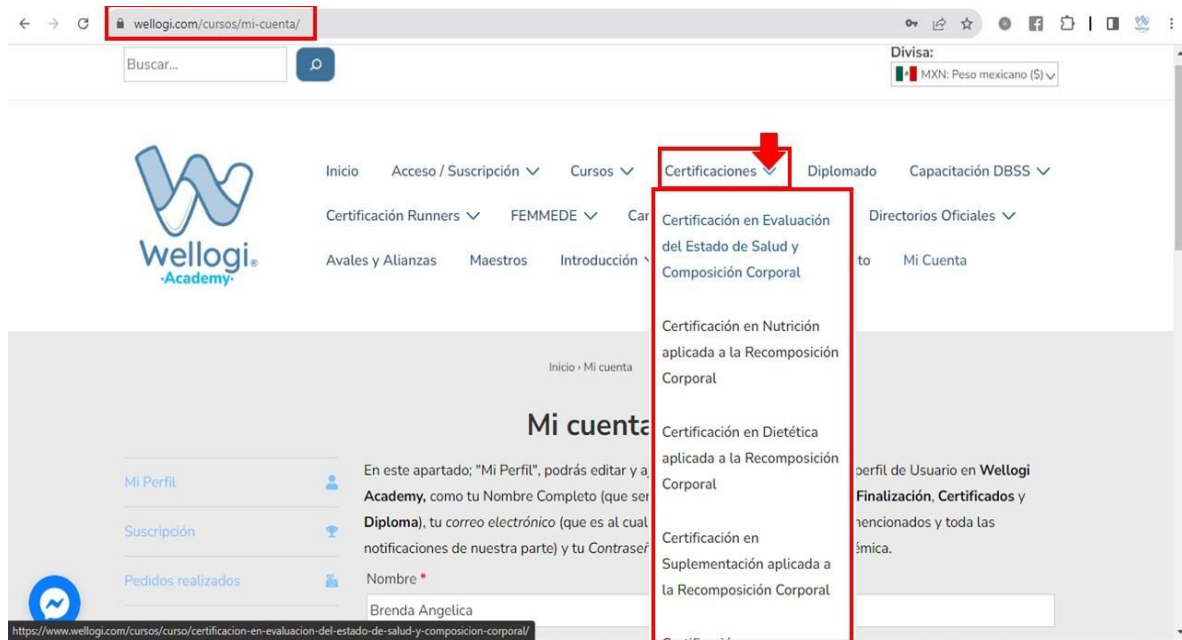 wellogi.com/cursos/mi-cuenta/
Buscar...
Divisa:
MXN: Peso mexicano ($)
Wellogi®
·Academy·
Inicio Acceso / Suscripción Cursos Certificaciones Diplomado Capacitación DBSS
Certificación Runners FEMMEDE Directorios Oficiales
Avales y Alianzas Maestros Introducción Mi Cuenta
Certificación en Evaluación
del Estado de Salud y
Composición Corporal
Certificación en Nutrición
aplicada a la Recomposición
Corporal
Certificación en Dietética
aplicada a la Recomposición
Corporal
Certificación en
Suplementación aplicada a
la Recomposición Corporal
Inicio › Mi cuenta
Mi cuenta
Mi Perfil
Suscripción
Pedidos realizados
En este apartado; "Mi Perfil", podrás editar y perfil de Usuario en Wellogi
Academy, como tu Nombre Completo (que Finalización, Certificados y
Diploma), tu correo electrónico (que es al cual mencionados y toda las
notificaciones de nuestra parte) y tu
Nombre *
Brenda Angelica
https://www.wellogi.com/cursos/curso/certificacion-en-evaluacion-del-estado-de-salud-y-composicion-corporal/